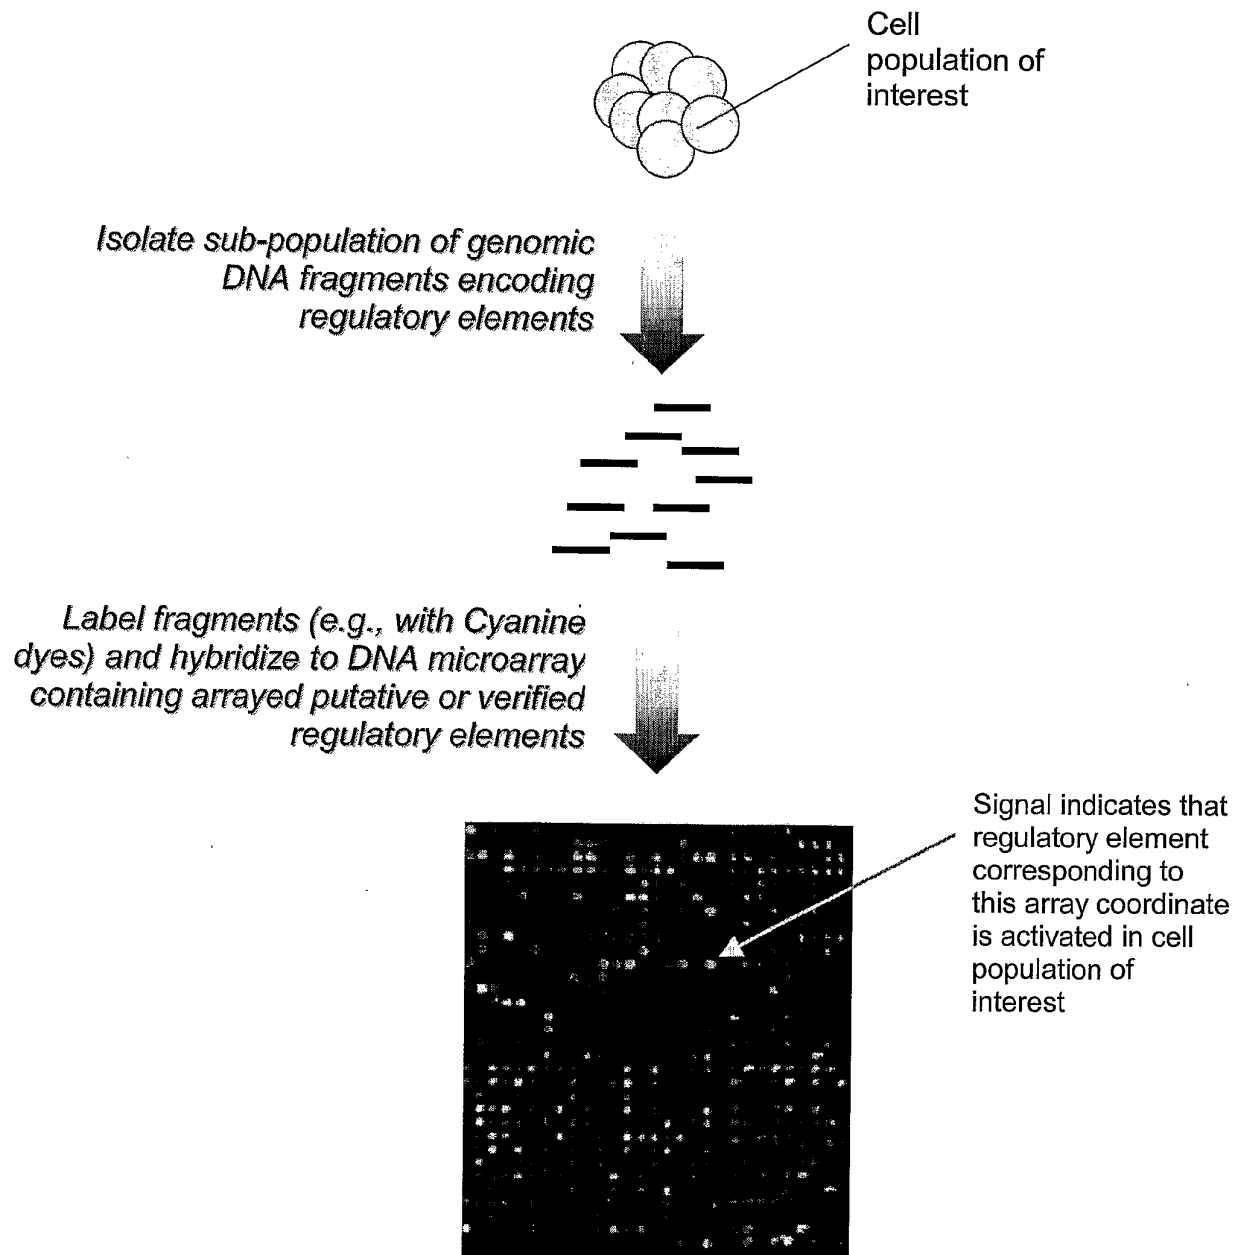 Cell
population of
interest
Isolate sub-population of genomic
DNA fragments encoding
regulatory elements
Label fragments (e.g., with Cyanine
dyes) and hybridize to DNA microarray
containing arrayed putative or verified
regulatory elements
Signal indicates that
regulatory element
corresponding to
this array coordinate
is activated in cell
population of
interest